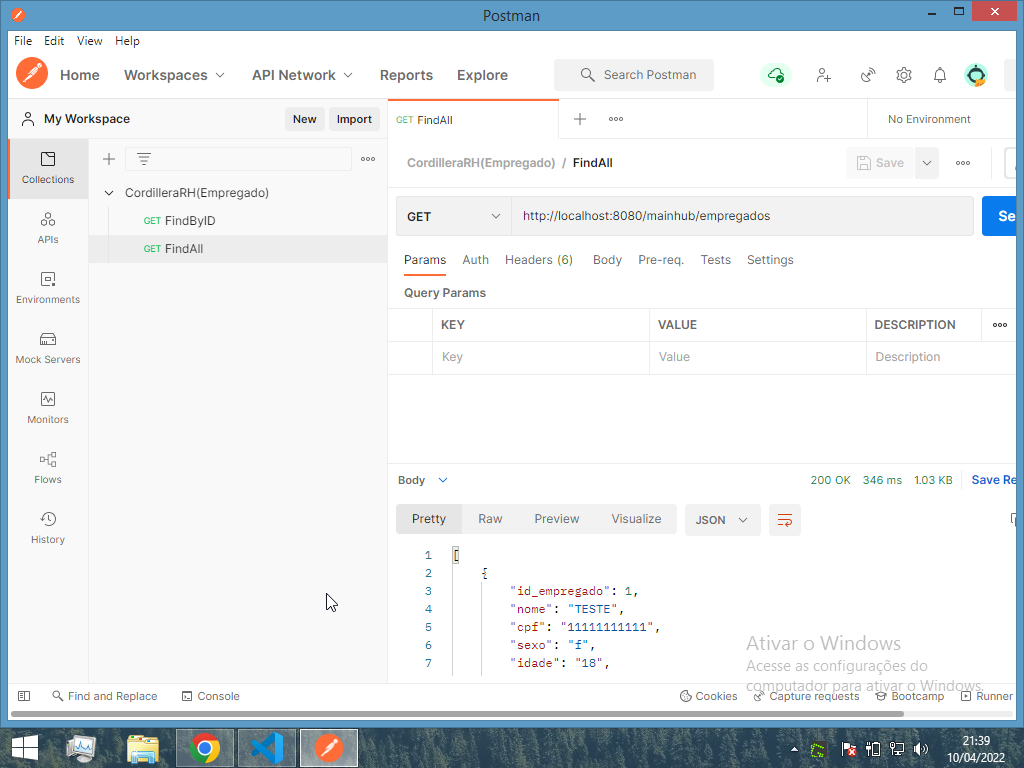 Postman
File Edit View Help
Home Workspaces API Network Reports Explore Search Postman
My Workspace New Import GET FindAll No Environment
Collections
APIs
Environments
Mock Servers
Monitors
Flows
History
CordilleraRH(Empregado)
GET FindByID
GET FindAll
CordilleraRH(Empregado) / FindAll Save
GET http://localhost:8080/mainhub/empregados Se
Params Auth Headers (6) Body Pre-req. Tests Settings
Query Params
KEY VALUE DESCRIPTION
Key Value Description
Body 200 OK 346 ms 1.03 KB Save Re
Pretty Raw Preview Visualize JSON
1 [
2 {
3 "id_empregado": 1,
4 "nome": "TESTE",
5 "cpf": "11111111111",
6 "sexo": "f",
7 "idade": "18",
Ativar o Windows
Acesse as configurações do
computador para ativar o Windows.
Find and Replace Console Cookies Capture requests Bootcamp Runner
21:39
10/04/2022